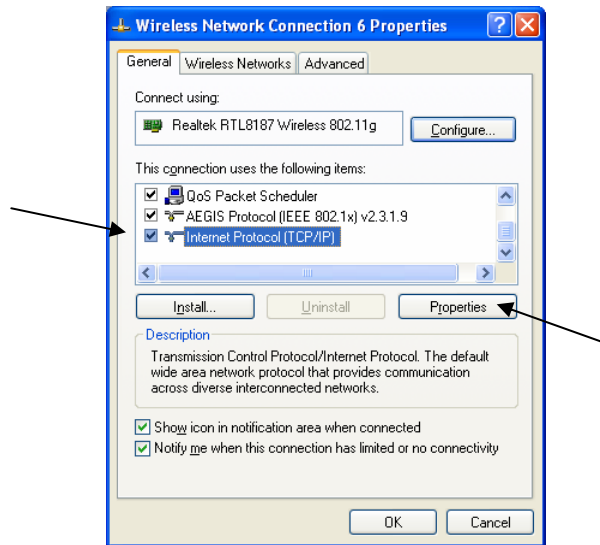 Wireless Network Connection 6 Properties
General Wireless Networks Advanced
Connect using:
Realtek RTL8187 Wireless 802.11g Configure...
This connection uses the following items:
QoS Packet Scheduler
AEGIS Protocol (IEEE 802.1x) v2.3.1.9
Internet Protocol (TCP/IP)
Install... Uninstall Properties
Description
Transmission Control Protocol/Internet Protocol. The default
wide area network protocol that provides communication
across diverse interconnected networks.
Show icon in notification area when connected
Notify me when this connection has limited or no connectivity
OK Cancel